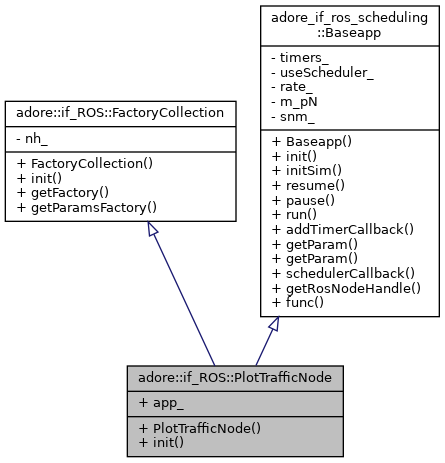 adore_if_ros_scheduling
::Baseapp
- timers_
- useScheduler_
- rate_
- m_pN
- snm_
+ Baseapp()
+ init()
+ initSim()
+ resume()
+ pause()
+ run()
+ addTimerCallback()
+ getParam()
+ getParam()
+ schedulerCallback()
+ getRosNodeHandle()
+ func()
adore::if_ROS::FactoryCollection
- nh_
+ FactoryCollection()
+ init()
+ getFactory()
+ getParamsFactory()
adore::if_ROS::PlotTrafficNode
+ app_
+ PlotTrafficNode()
+ init()